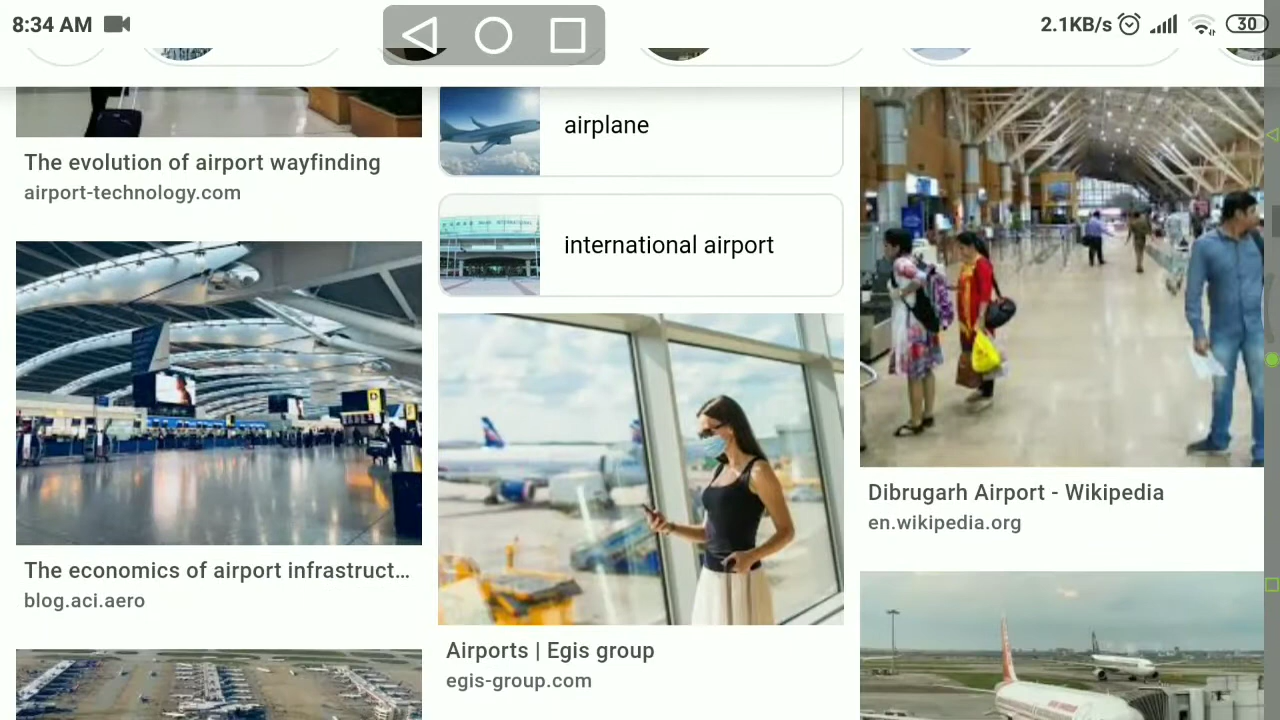 8:34 AM
2.1KB/s
30
The evolution of airport wayfinding
airport-technology.com
The economics of airport infrastruct...
blog.aci.aero
airplane
international airport
Airports | Egis group
egis-group.com
Dibrugarh Airport - Wikipedia
en.wikipedia.org